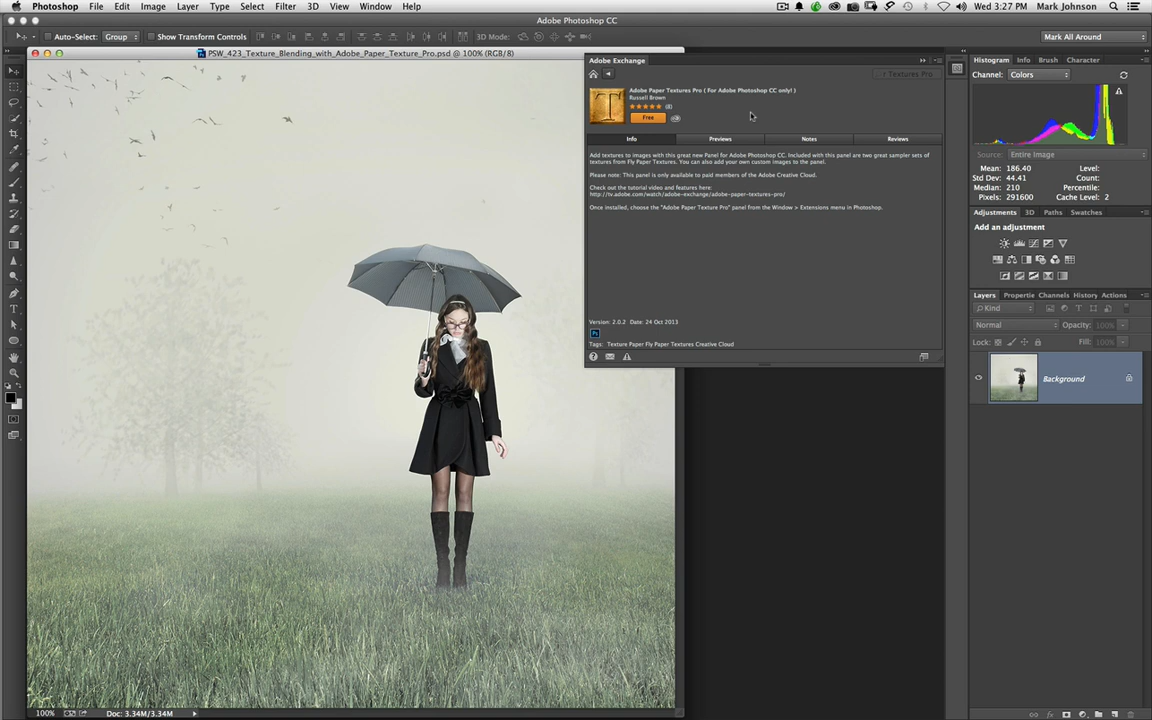 Photoshop File Edit Image Layer Type Select Filter 3D View Window Help Wed 3:27 PM Mark Johnson
Adobe Photoshop CC
Auto-Select: Group Show Transform Controls 3D Mode: Mark All Around
PSW_423_Texture_Blending_with_Adobe_Paper_Texture_Pro.psd @ 100% (RGB/8)
Adobe Exchange
r Textures Pro
Adobe Paper Textures Pro ( For Adobe Photoshop CC only! )
Russell Brown
(8)
Free
T
Info Previews Notes Reviews
Add textures to images with this great new Panel for Adobe Photoshop CC. Included with this panel are two great sampler sets of
textures from Fly Paper Textures. You can also add your own custom images to the panel.
Please note: This panel is only available to paid members of the Adobe Creative Cloud.
Check out the tutorial video and features here:
http://tv.adobe.com/watch/adobe-exchange/adobe-paper-textures-pro/
Once installed, choose the "Adobe Paper Texture Pro" panel from the Window > Extensions menu in Photoshop.
Version: 2.0.2 Date: 24 Oct 2013
Ps
Tags: Texture Paper Fly Paper Textures Creative Cloud
Histogram Info Brush Character
Channel: Colors
Source: Entire Image
Mean: 186.40 Level:
Std Dev: 44.41 Count:
Median: 210 Percentile:
Pixels: 291600 Cache Level: 2
Adjustments 3D Paths Swatches
Add an adjustment
Layers Propertie Channels History Actions
Kind
Normal Opacity: 100%
Lock: Fill: 100%
Background
100% Doc: 3.34M/3.34M